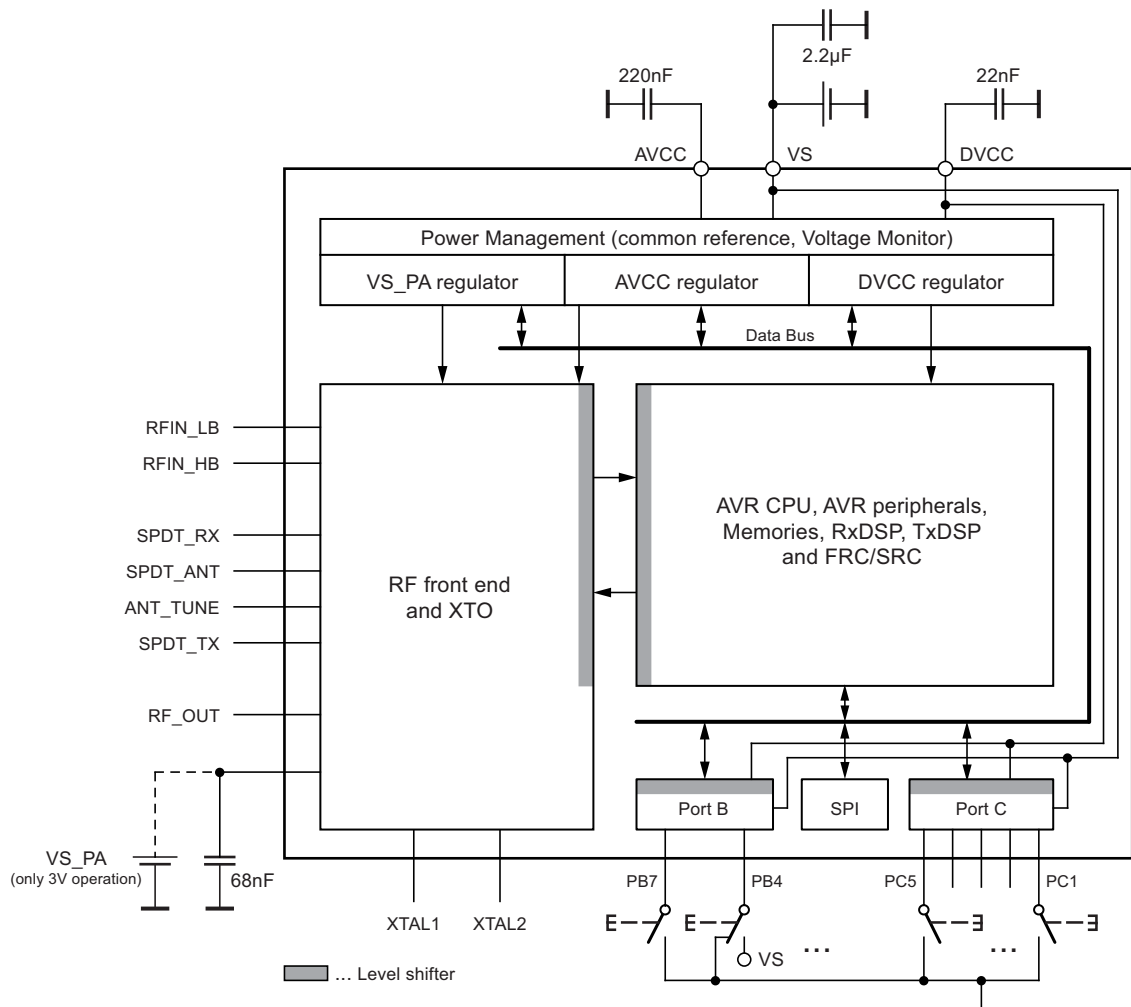 2.2µF
220nF
22nF
AVCC
VS
DVCC
Power Management (common reference, Voltage Monitor)
VS_PA regulator
AVCC regulator
DVCC regulator
Data Bus
RFIN_LB
RFIN_HB
SPDT_RX
SPDT_ANT
ANT_TUNE
SPDT_TX
RF_OUT
RF front end
and XTO
AVR CPU, AVR peripherals,
Memories, RxDSP, TxDSP
and FRC/SRC
Port B
SPI
Port C
VS_PA
(only 3V operation)
68nF
XTAL1
XTAL2
PB7
PB4
PC5
PC1
VS
...
...
... Level shifter